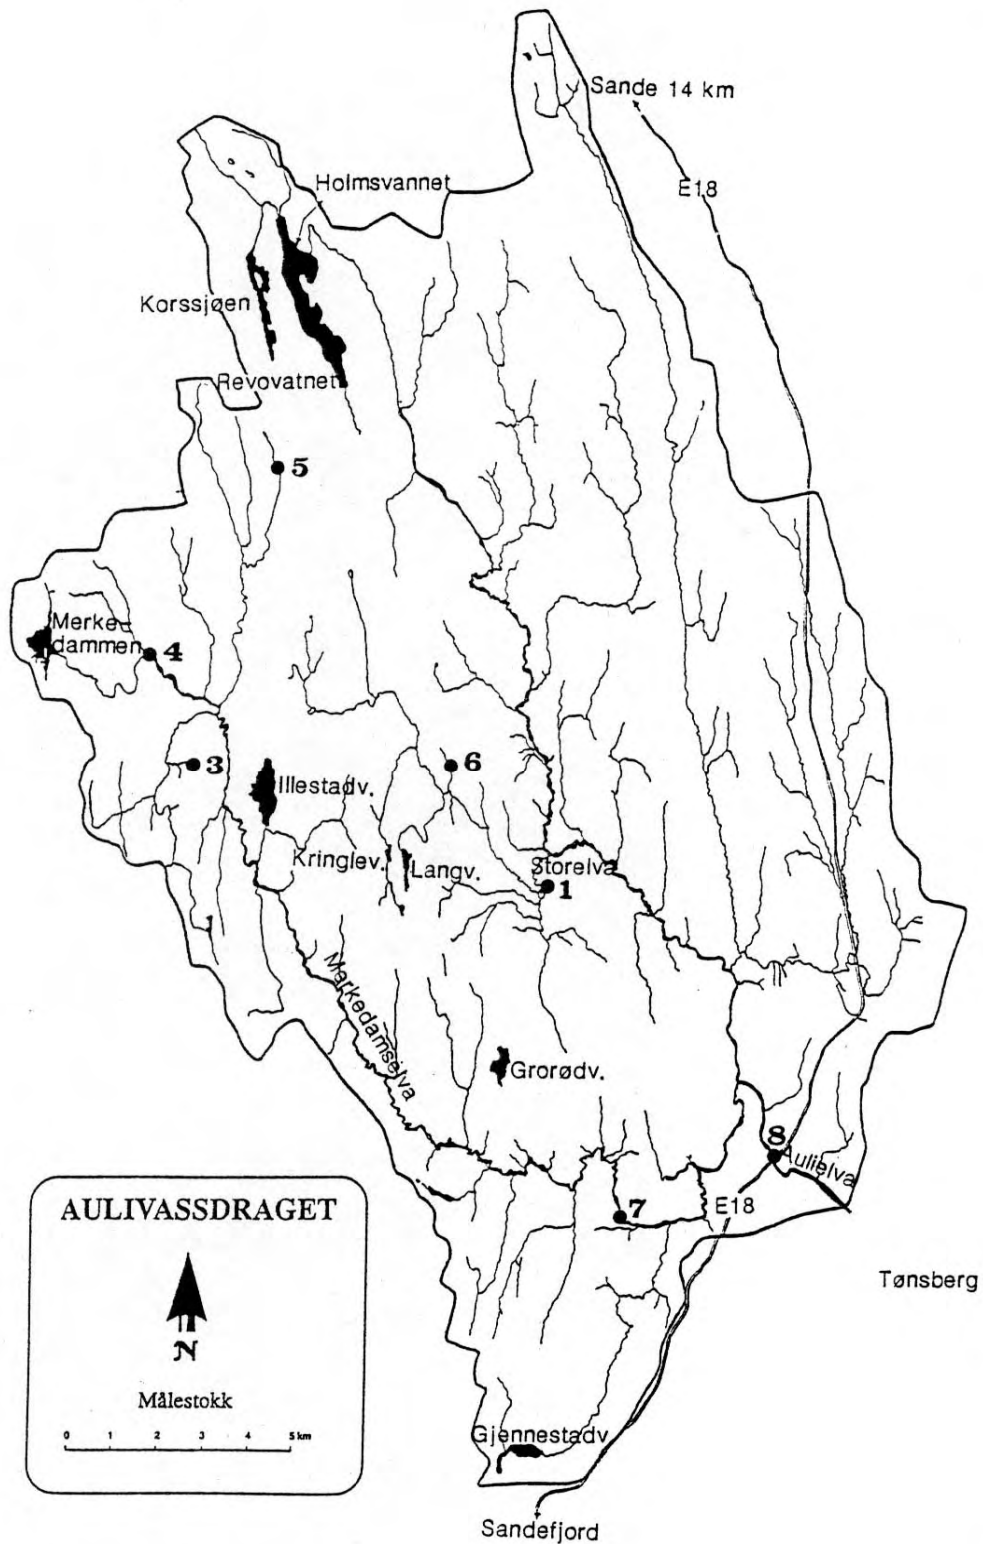 Sande 14 km
E18
Holmsvannet
Korssjøen
Revovatnet
5
Merke-
dammen
4
3
6
Illestadv.
Kringlev.
Langv.
Storelva
1
Merkedamselva
Grorødv.
8
Aulielva
7
E18
AULIVASSDRAGET
N
Målestokk
0 1 2 3 4 5 km
Tønsberg
Gjennestadv
Sandefjord